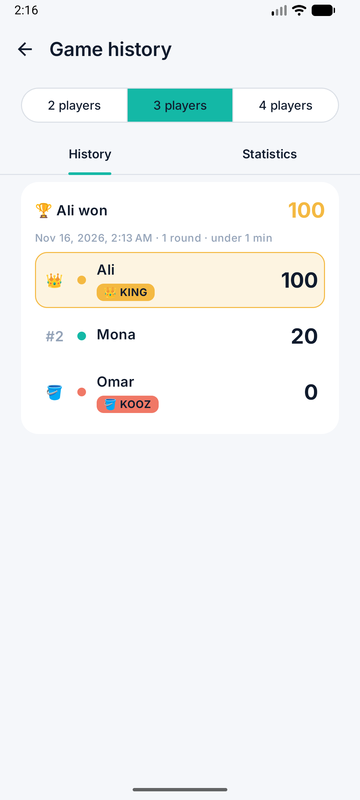 2:16
Game history
2 players
3 players
4 players
History
Statistics
🏆 Ali won 100
Nov 16, 2026, 2:13 AM · 1 round · under 1 min
Ali
👑 KING
100
#2 Mona 20
Omar
🪣 KOOZ
0